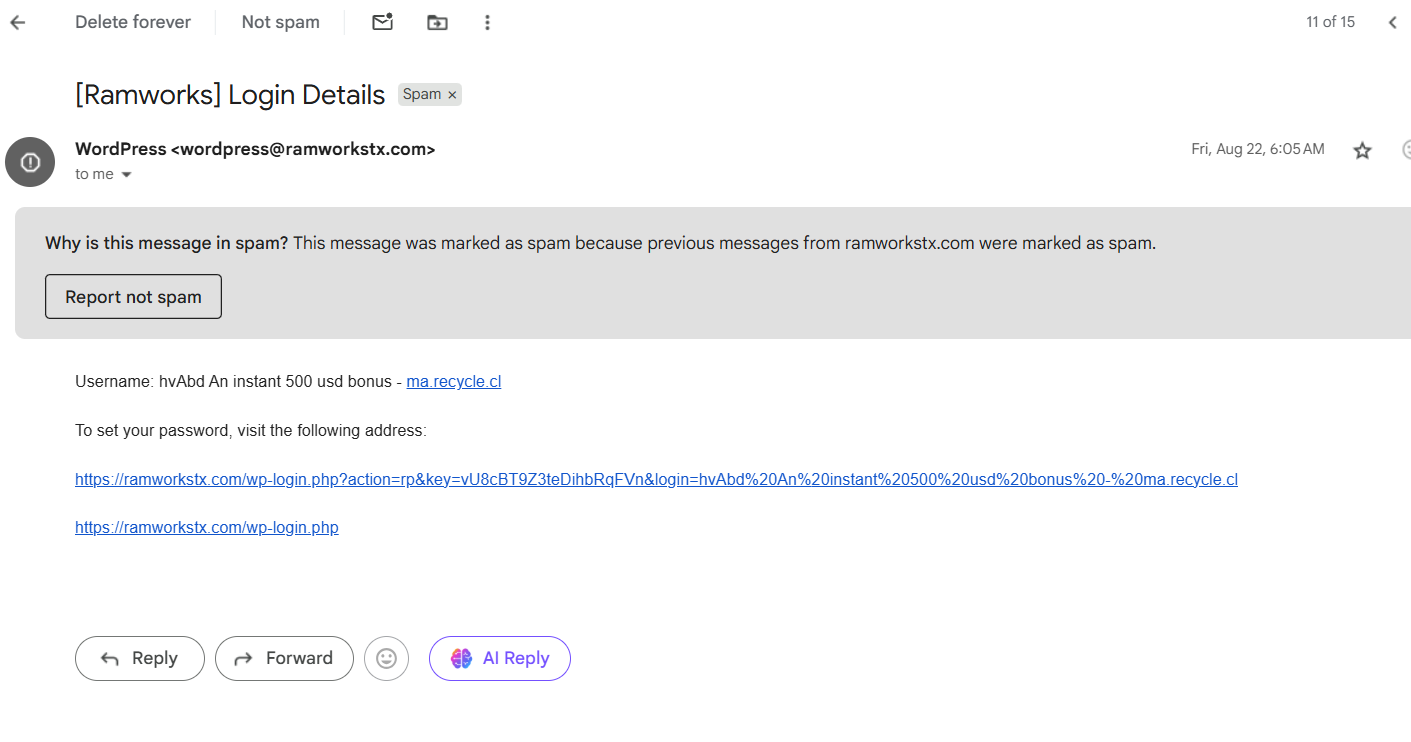 Delete forever Not spam 11 of 15
[Ramworks] Login Details Spam ×
WordPress <wordpress@ramworkstx.com> Fri, Aug 22, 6:05 AM
to me
Why is this message in spam? This message was marked as spam because previous messages from ramworkstx.com were marked as spam.
Report not spam
Username: hvAbd An instant 500 usd bonus - ma.recycle.cl
To set your password, visit the following address:
https://ramworkstx.com/wp-login.php?action=rp&key=vU8cBT9Z3teDihbRqFVn&login=hvAbd%20An%20instant%20500%20usd%20bonus%20-%20ma.recycle.cl
https://ramworkstx.com/wp-login.php
Reply Forward AI Reply